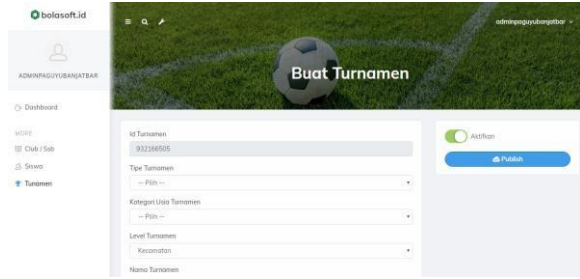 bolasoft.id
adminpaguyubanjatbar
Buat Turnamen
ADMINPAGUYUBANJATBAR
Dashboard
MORE
Club / Ssb
Siswa
Turnamen
Id Turnamen
932166505
Tipe Turnamen
-- Pilih --
Kategori Usia Turnamen
-- Pilih --
Level Turnamen
Kecamatan
Nama Turnamen
Aktifkan
Publish